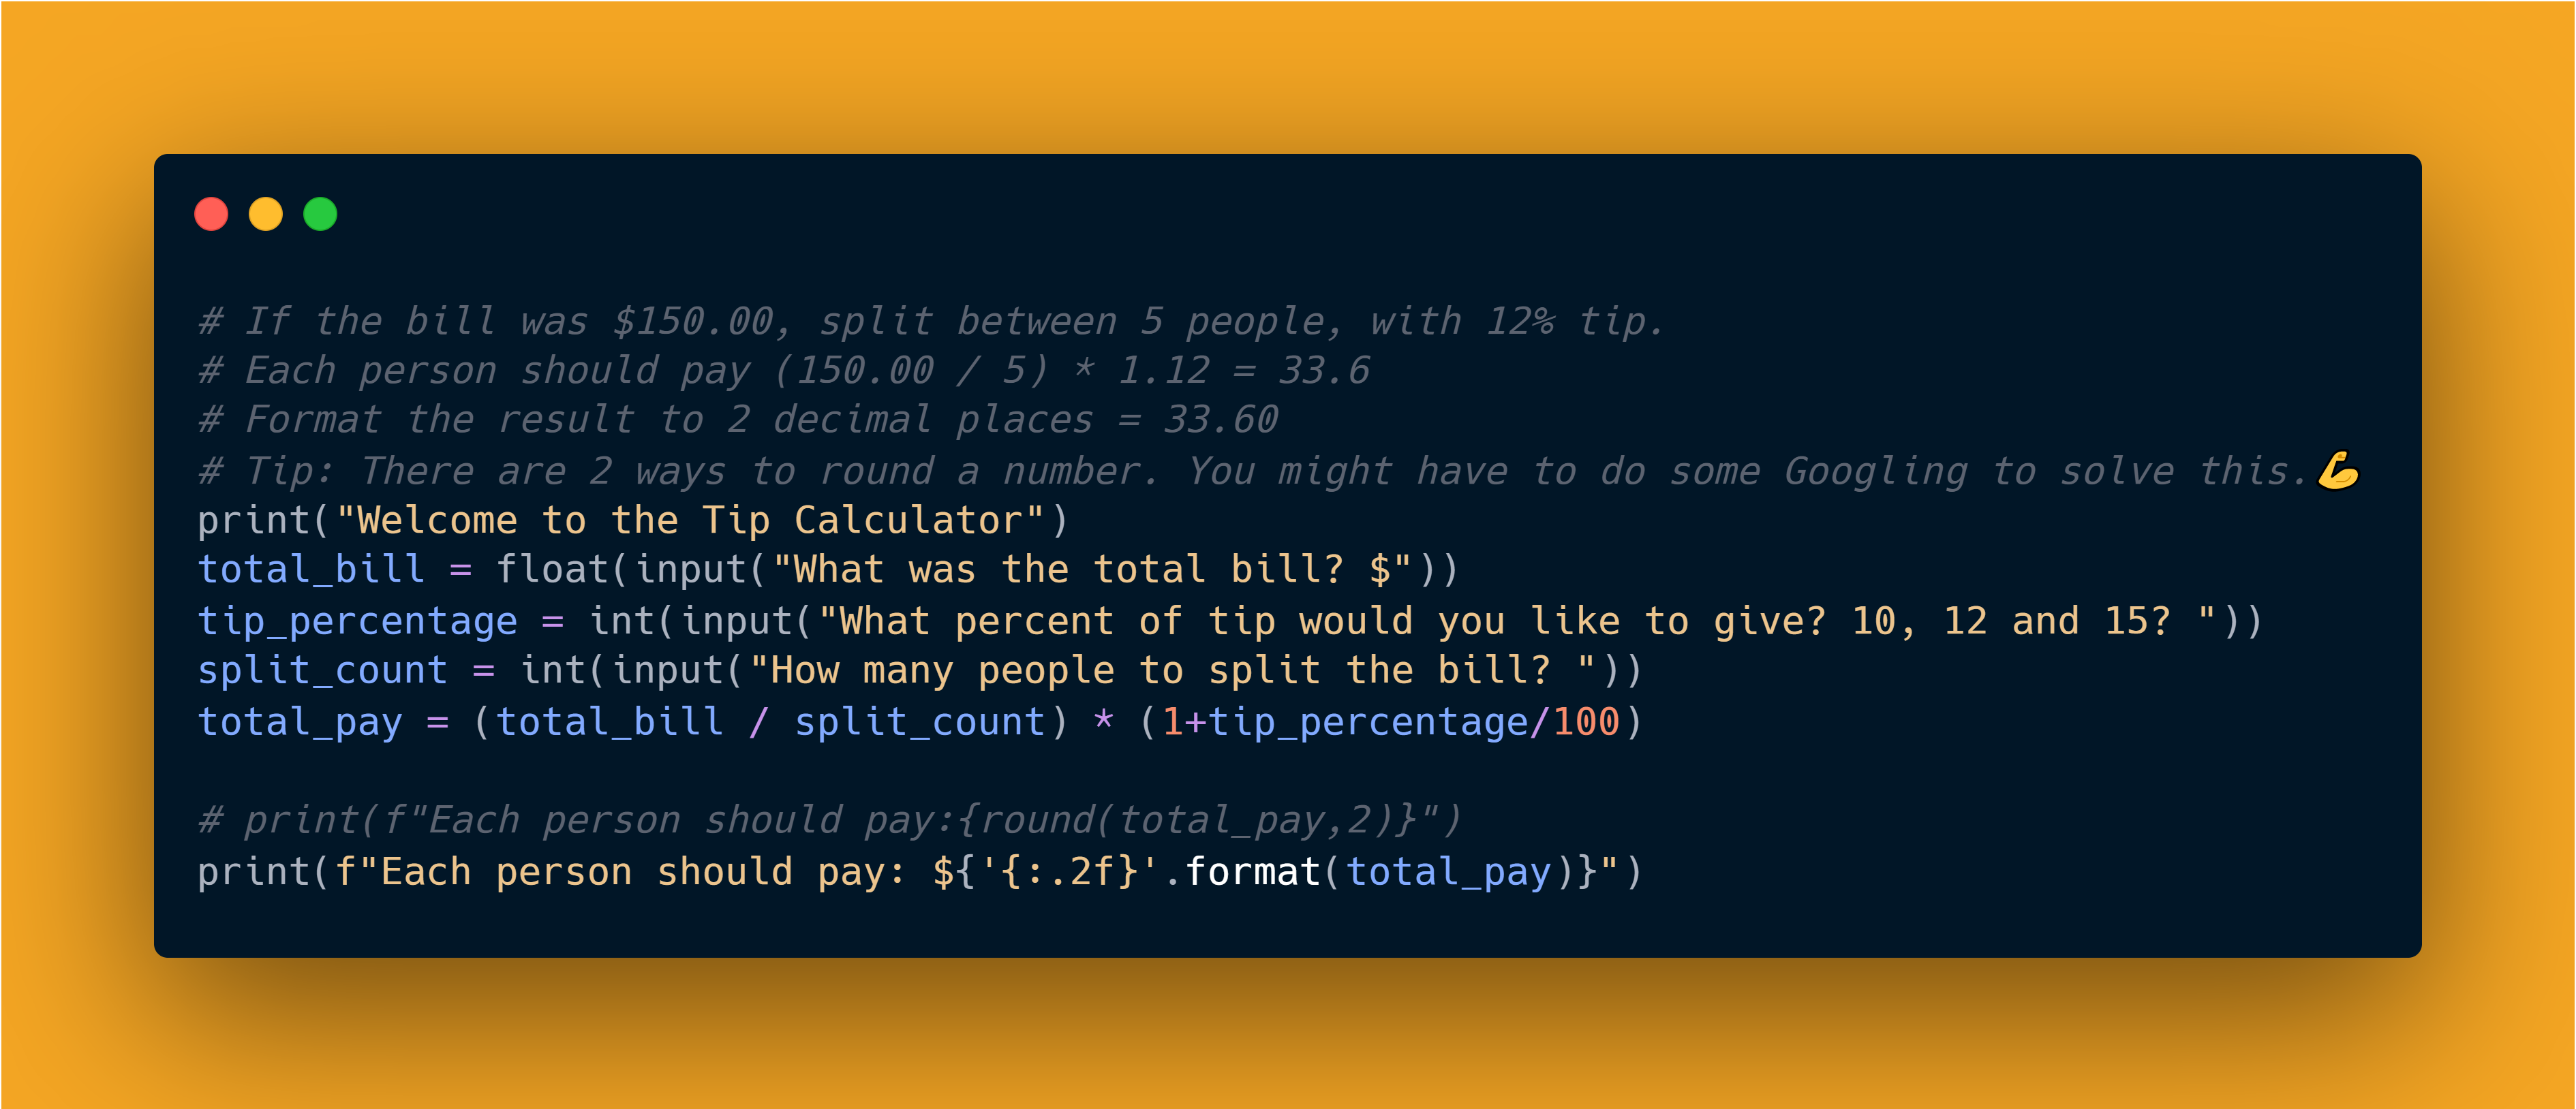 # If the bill was $150.00, split between 5 people, with 12% tip.
# Each person should pay (150.00 / 5) * 1.12 = 33.6
# Format the result to 2 decimal places = 33.60
# Tip: There are 2 ways to round a number. You might have to do some Googling to solve this.💪
print("Welcome to the Tip Calculator")
total_bill = float(input("What was the total bill? $"))
tip_percentage = int(input("What percent of tip would you like to give? 10, 12 and 15? "))
split_count = int(input("How many people to split the bill? "))
total_pay = (total_bill / split_count) * (1+tip_percentage/100)
# print(f"Each person should pay:{round(total_pay,2)}")
print(f"Each person should pay: ${'{:.2f}'.format(total_pay)}")